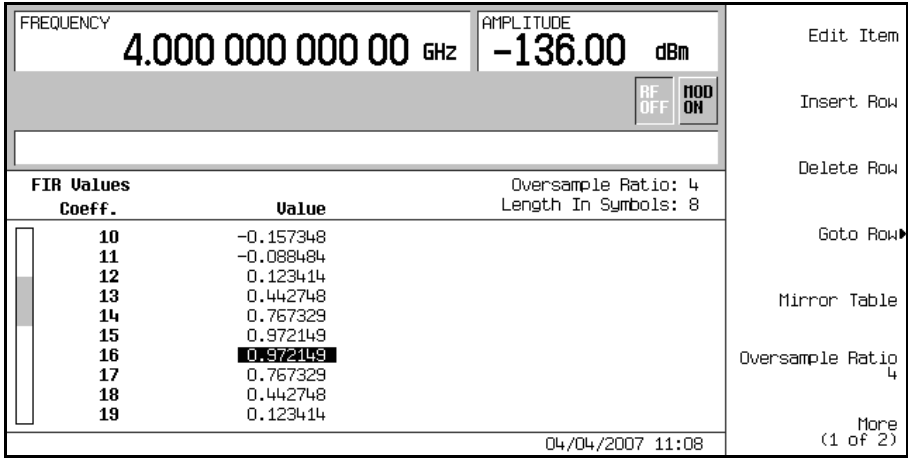 FREQUENCY
4.000 000 000 00 GHz
AMPLITUDE
-136.00 dBm
RF OFF
MOD ON
FIR Values
Oversample Ratio: 4
Length In Symbols: 8
Coeff. Value
10 -0.157348
11 -0.088484
12 0.123414
13 0.442748
14 0.767329
15 0.972149
16 0.972149
17 0.767329
18 0.442748
19 0.123414
04/04/2007 11:08
Edit Item
Insert Row
Delete Row
Goto Row
Mirror Table
Oversample Ratio
4
More
(1 of 2)